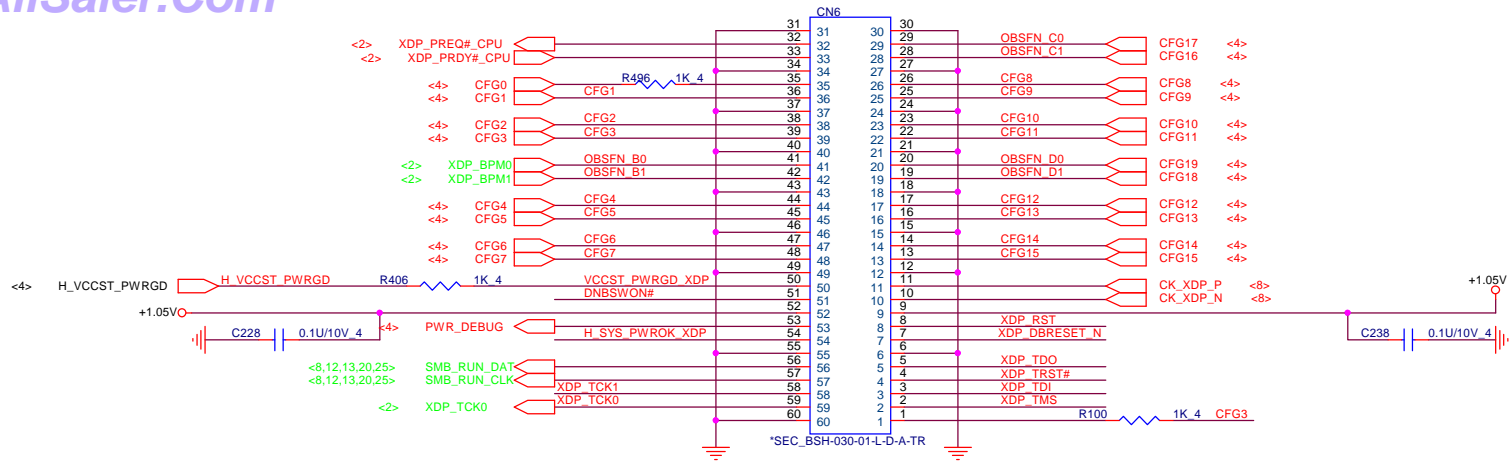 AliSaler.Com
CN6
31 31 30 30
<2> XDP_PREQ#_CPU 32 32 29 29 OBSFN_C0 CFG17 <4>
<2> XDP_PRDY#_CPU 33 33 28 28 OBSFN_C1 CFG16 <4>
34 34 27 27
<4> CFG0 R496 1K_4 35 35 26 26 CFG8 CFG8 <4>
<4> CFG1 CFG1 36 36 25 25 CFG9 CFG9 <4>
37 37 24 24
<4> CFG2 CFG2 38 38 23 23 CFG10 CFG10 <4>
<4> CFG3 CFG3 39 39 22 22 CFG11 CFG11 <4>
40 40 21 21
<2> XDP_BPM0 OBSFN_B0 41 41 20 20 OBSFN_D0 CFG19 <4>
<2> XDP_BPM1 OBSFN_B1 42 42 19 19 OBSFN_D1 CFG18 <4>
43 43 18 18
<4> CFG4 CFG4 44 44 17 17 CFG12 CFG12 <4>
<4> CFG5 CFG5 45 45 16 16 CFG13 CFG13 <4>
46 46 15 15
<4> CFG6 CFG6 47 47 14 14 CFG14 CFG14 <4>
<4> CFG7 CFG7 48 48 13 13 CFG15 CFG15 <4>
49 49 12 12
<4> H_VCCST_PWRGD H_VCCST_PWRGD R406 1K_4 VCCST_PWRGD_XDP 50 50 11 11 CK_XDP_P <8>
DNBSWON# 51 51 10 10 CK_XDP_N <8>
+1.05V 52 52 9 9 +1.05V
C228 0.1U/10V_4 <4> PWR_DEBUG 53 53 8 8 XDP_RST C238 0.1U/10V_4
H_SYS_PWROK_XDP 54 54 7 7 XDP_DBRESET_N
55 55 6 6
<8,12,13,20,25> SMB_RUN_DAT 56 56 5 5 XDP_TDO
<8,12,13,20,25> SMB_RUN_CLK 57 57 4 4 XDP_TRST#
XDP_TCK1 58 58 3 3 XDP_TDI
<2> XDP_TCK0 XDP_TCK0 59 59 2 2 XDP_TMS
60 60 1 1 R100 1K_4 CFG3
*SEC_BSH-030-01-L-D-A-TR